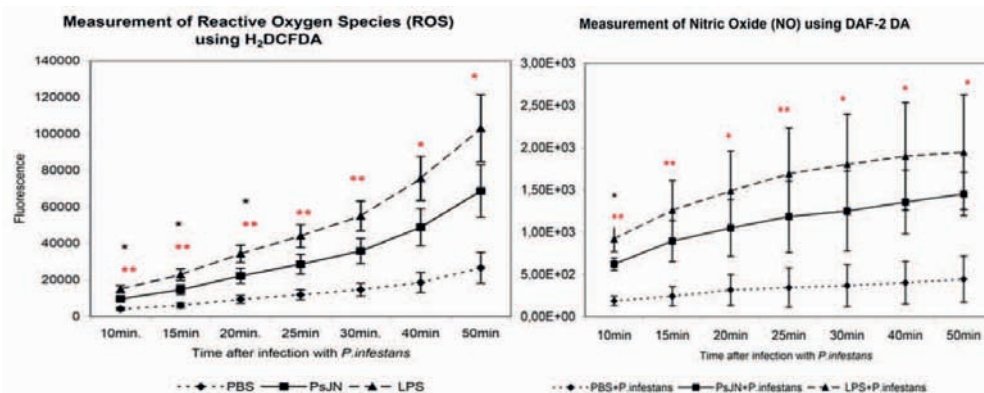 Measurement of Reactive Oxygen Species (ROS)
using H₂DCFDA
140000
120000
100000
80000
60000
40000
20000
0
Fluorescence
* * *
** ** ** ** ** * *
10min. 15min 20min. 25min 30min. 40min 50min
Time after infection with P.infestans
PBS PsJN LPS
Measurement of Nitric Oxide (NO) using DAF-2 DA
3,00E+03
2,50E+03
2,00E+03
1,50E+03
1,00E+03
5,00E+02
0,00E+00
*
** ** * ** * * *
10min 15min 20min 25min 30min 40min 50min
Time after infection with P.infestans
PBS+P.infestans PsJN+P.infestans LPS+P.infestans